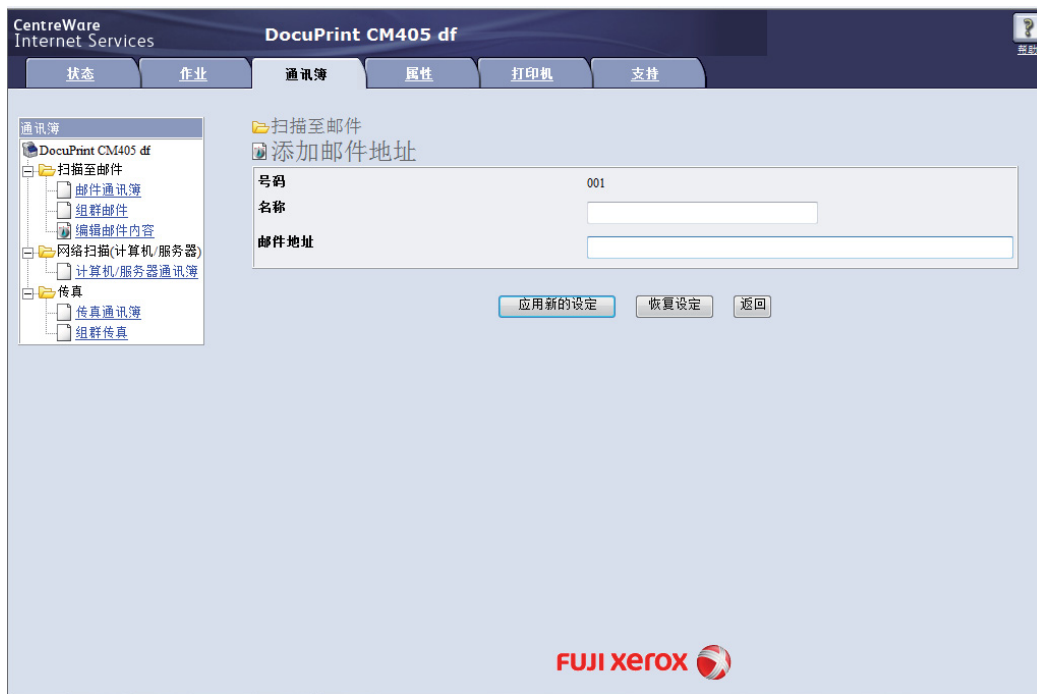 CentreWare
Internet Services
DocuPrint CM405 df
帮助
状态
作业
通讯簿
属性
打印机
支持
通讯簿
DocuPrint CM405 df
扫描至邮件
邮件通讯簿
组群邮件
编辑邮件内容
网络扫描(计算机/服务器)
计算机/服务器通讯簿
传真
传真通讯簿
组群传真
扫描至邮件
添加邮件地址
号码 001
名称
邮件地址
应用新的设定 恢复设定 返回
FUJI xerox